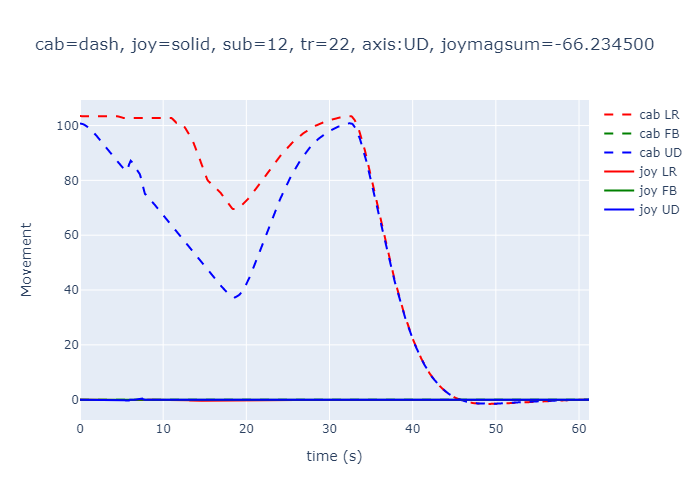 cab=dash, joy=solid, sub=12, tr=22, axis:UD, joymagsum=-66.234500
cab LR
cab FB
cab UD
joy LR
joy FB
joy UD
Movement
100
80
60
40
20
0
0 10 20 30 40 50 60
time (s)